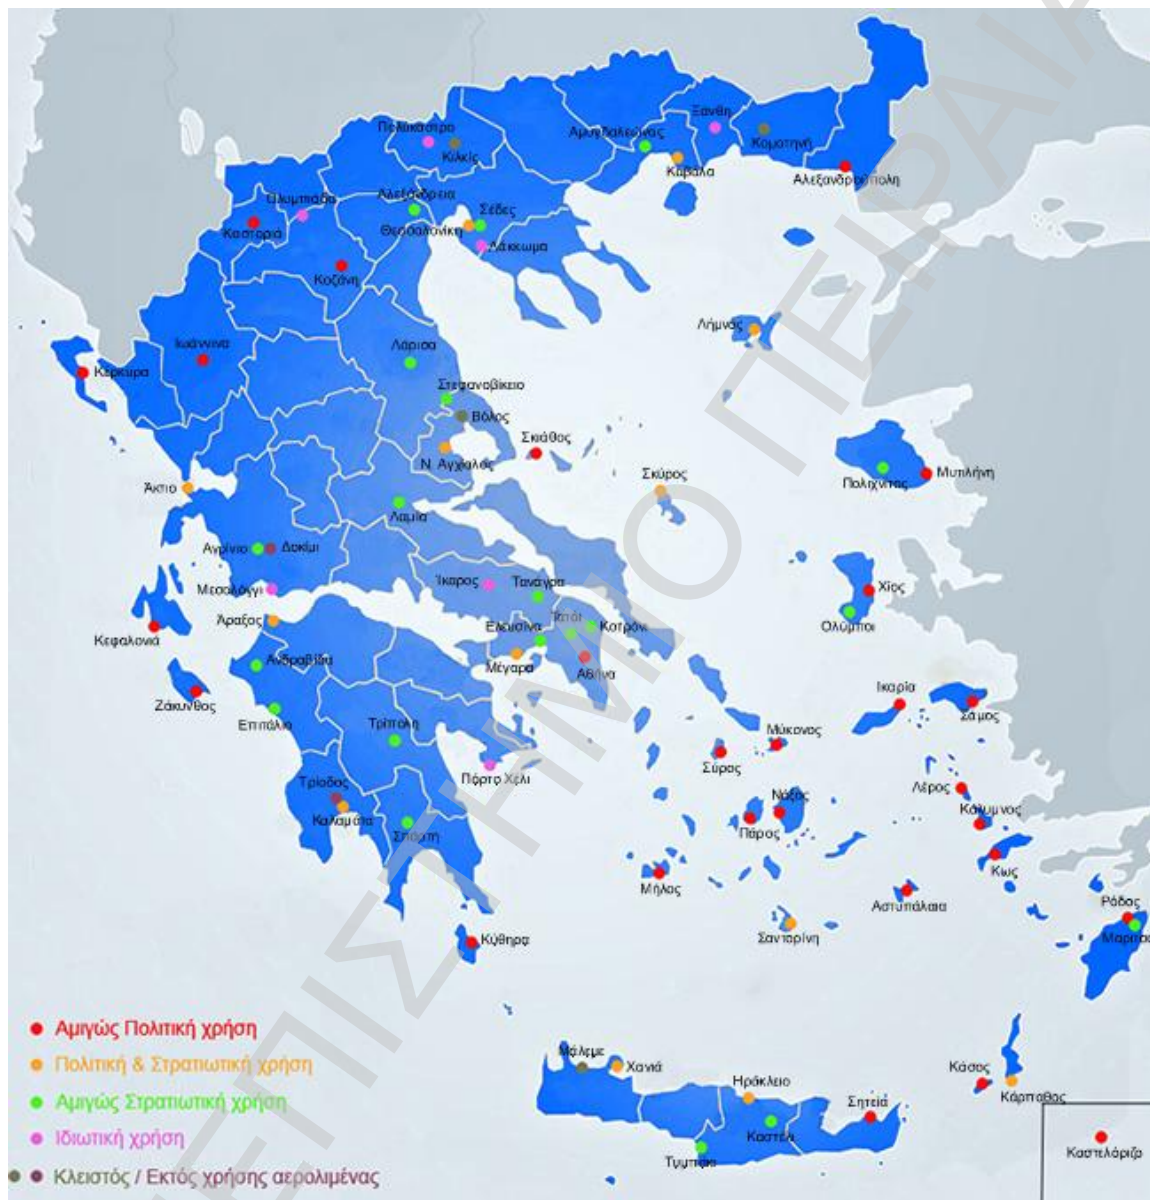 Πολύκαστρο
Κιλκίς
Αμυγδαλεώνας
Ξανθη
Κομοτηνή
Καβάλα
Αλεξανδρούπολη
Καστοριά
Αλεξάνδρεια
Σέδες
Θεσσαλονίκη
Λάκκωμα
Κοζάνη
Λήμνος
Ιωάννινα
Κέρκυρα
Λάρισα
Στεφανοβίκειο
Βόλος
Σκιάθος
Ν. Αγχίαλος
Σκύρος
Πολιχνίτος
Μυτιλήνη
Άκτιο
Λαμία
Αγρίνιο
Δοκίμι
Μεσολόγγι
Ίκαρος
Τανάγρα
Χίος
Ολύμποι
Άραξος
Κεφαλονιά
Ελευσίνα
Τατόι
Κοτρόνι
Μέγαρα
Αθήνα
Ανδραβίδα
Ζάκυνθος
Επιτάλιο
Τρίπολη
Ικαρία
Σάμος
Μύκονος
Σύρος
Πόρτο Χέλι
Λέρος
Τρίοδος
Καλαμάτα
Σπάρτη
Νάξος
Πάρος
Κάλυμνος
Κως
Μήλος
Αστυπάλαια
Σαντορίνη
Ρόδος
Κύθηρα
Μάλεμε
Χανιά
Ηράκλειο
Σητεία
Καστέλι
Κάσος
Κάρπαθος
Καστελόριζο
Αμιγώς Πολιτική χρήση
Πολιτική & Στρατιωτική χρήση
Αμιγώς Στρατιωτική χρήση
Ιδιωτική χρήση
Κλειστός / Εκτός χρήσης αερολιμένας